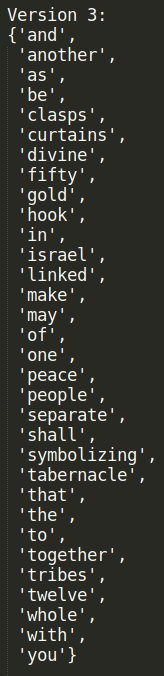 Version 3:
{'and',
'another',
'as',
'be',
'clasps',
'curtains',
'divine',
'fifty',
'gold',
'hook',
'in',
'israel',
'linked',
'make',
'may',
'of',
'one',
'peace',
'people',
'separate',
'shall',
'symbolizing',
'tabernacle',
'that',
'the',
'to',
'together',
'tribes',
'twelve',
'whole',
'with',
'you'}